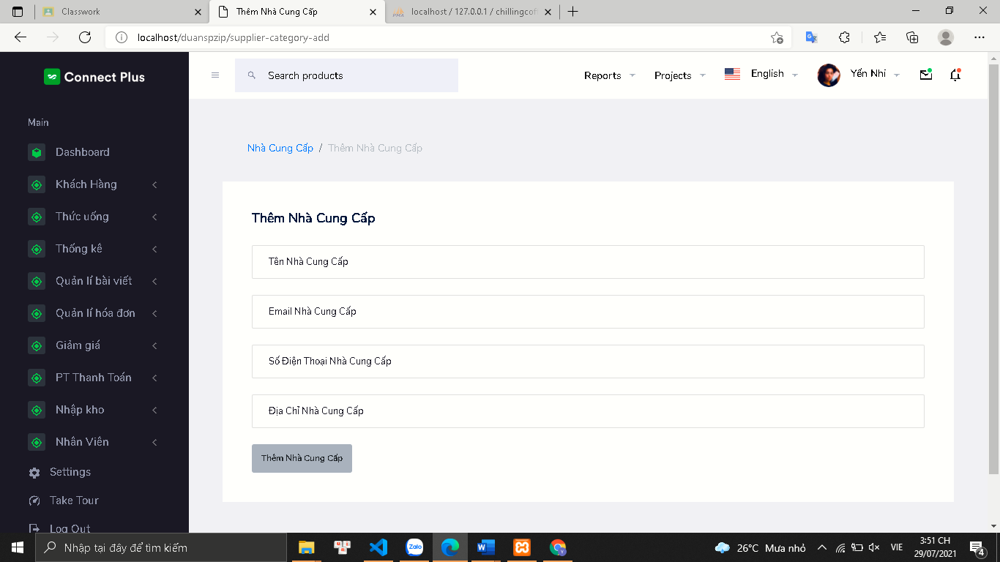 Classwork
Thêm Nhà Cung Cấp
localhost / 127.0.0.1 / chillingcof
localhost/duanspzip/supplier-category-add
Connect Plus
Search products
Reports
Projects
English
Yến Nhi
Main
Dashboard
Khách Hàng
Thức uống
Thống kê
Quản lí bài viết
Quản lí hóa đơn
Giảm giá
PT Thanh Toán
Nhập kho
Nhân Viên
Settings
Take Tour
Log Out
Nhà Cung Cấp / Thêm Nhà Cung Cấp
Thêm Nhà Cung Cấp
Tên Nhà Cung Cấp
Email Nhà Cung Cấp
Số Điện Thoại Nhà Cung Cấp
Địa Chỉ Nhà Cung Cấp
Thêm Nhà Cung Cấp
Nhập tại đây để tìm kiếm
Zalo
26°C Mưa nhỏ
VIE
3:51 CH
29/07/2021
4